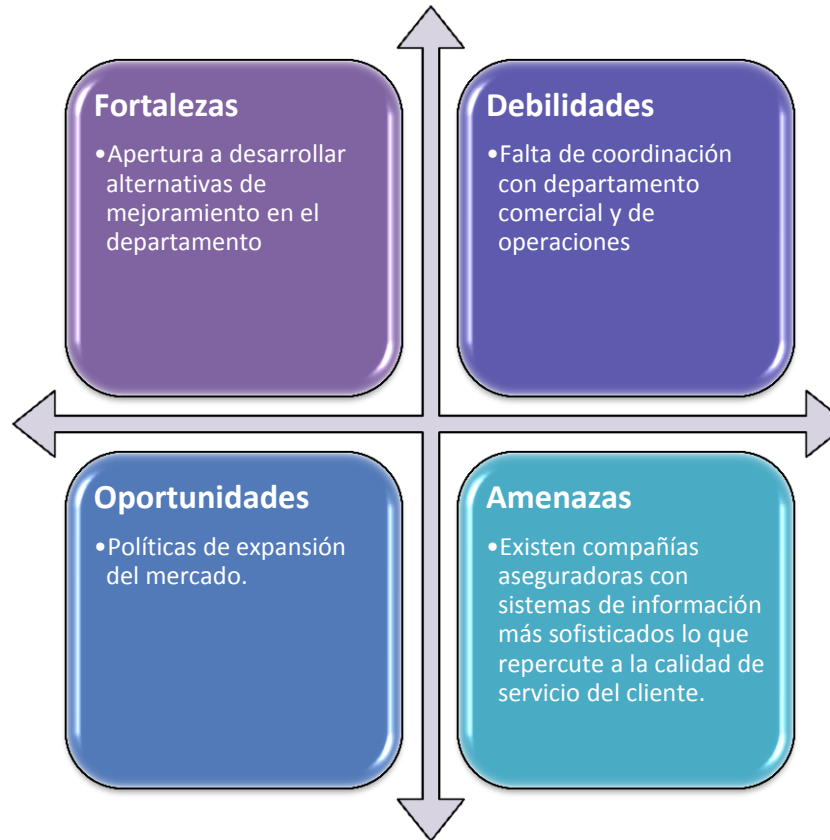 Fortalezas
•Apertura a desarrollar
alternativas de
mejoramiento en el
departamento
Debilidades
•Falta de coordinación
con departamento
comercial y de
operaciones
Oportunidades
•Políticas de expansión
del mercado.
Amenazas
•Existen compañías
aseguradoras con
sistemas de información
más sofisticados lo que
repercute a la calidad de
servicio del cliente.